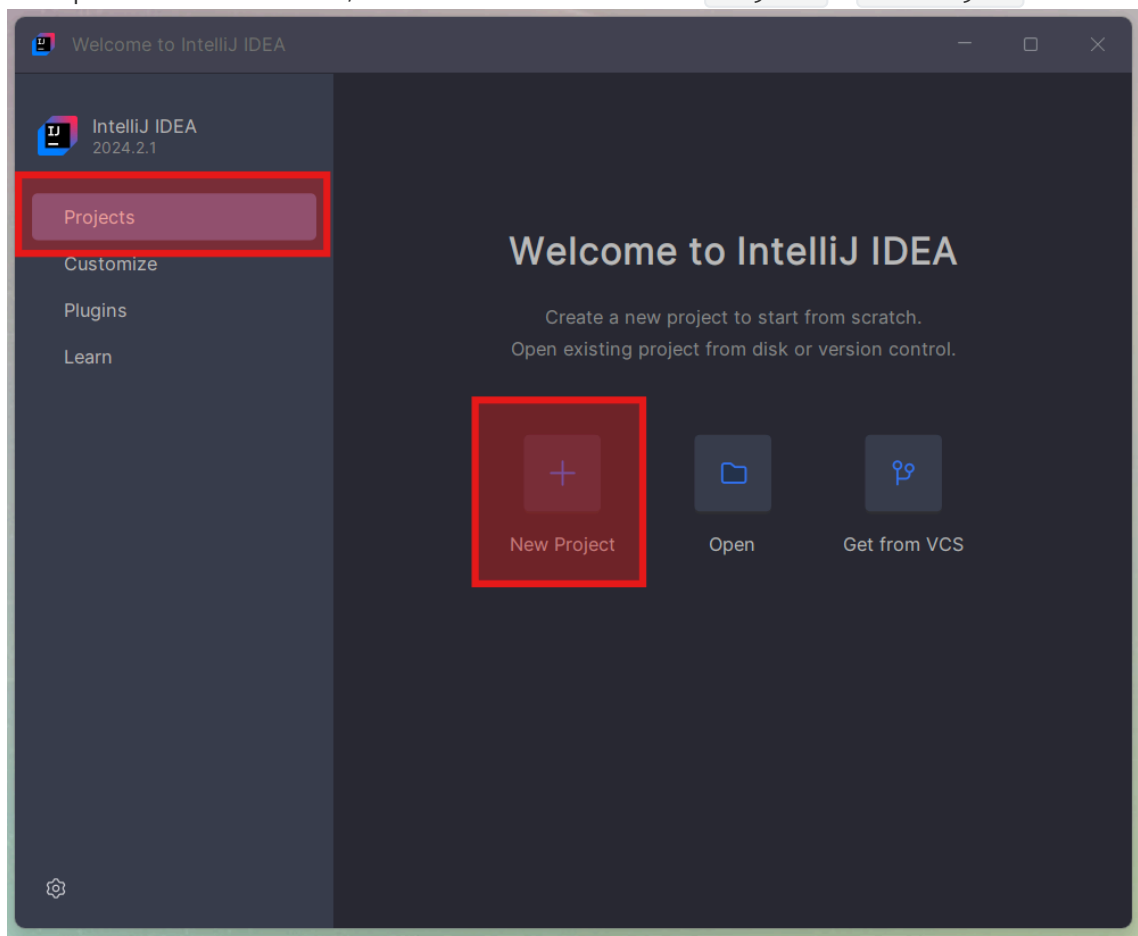 Welcome to IntelliJ IDEA
IJ
IntelliJ IDEA
2024.2.1
Projects
Customize
Plugins
Learn
Welcome to IntelliJ IDEA
Create a new project to start from scratch.
Open existing project from disk or version control.
New Project
Open
Get from VCS